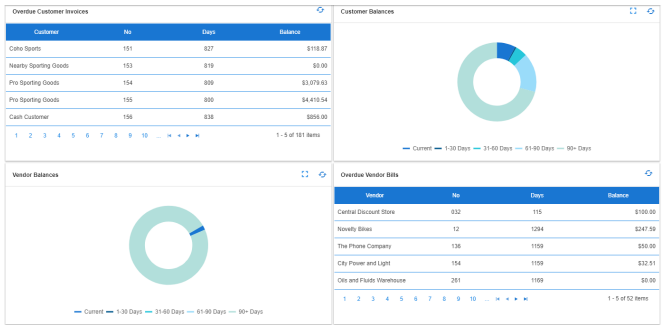 Overdue Customer Invoices
Customer No Days Balance
Coho Sports 151 827 $118.87
Nearby Sporting Goods 153 819 $0.00
Pro Sporting Goods 154 809 $3,079.63
Pro Sporting Goods 155 800 $4,410.54
Cash Customer 156 838 $856.00
1 2 3 4 5 6 7 8 9 10 ... 1 - 5 of 181 items
Customer Balances
Current 1-30 Days 31-60 Days 61-90 Days 90+ Days
Vendor Balances
Current 1-30 Days 31-60 Days 61-90 Days 90+ Days
Overdue Vendor Bills
Vendor No Days Balance
Central Discount Store 032 115 $100.00
Novelty Bikes 12 1294 $247.59
The Phone Company 136 1159 $50.00
City Power and Light 154 1159 $32.51
Oils and Fluids Warehouse 261 1169 $0.00
1 2 3 4 5 6 7 8 9 10 ... 1 - 5 of 52 items